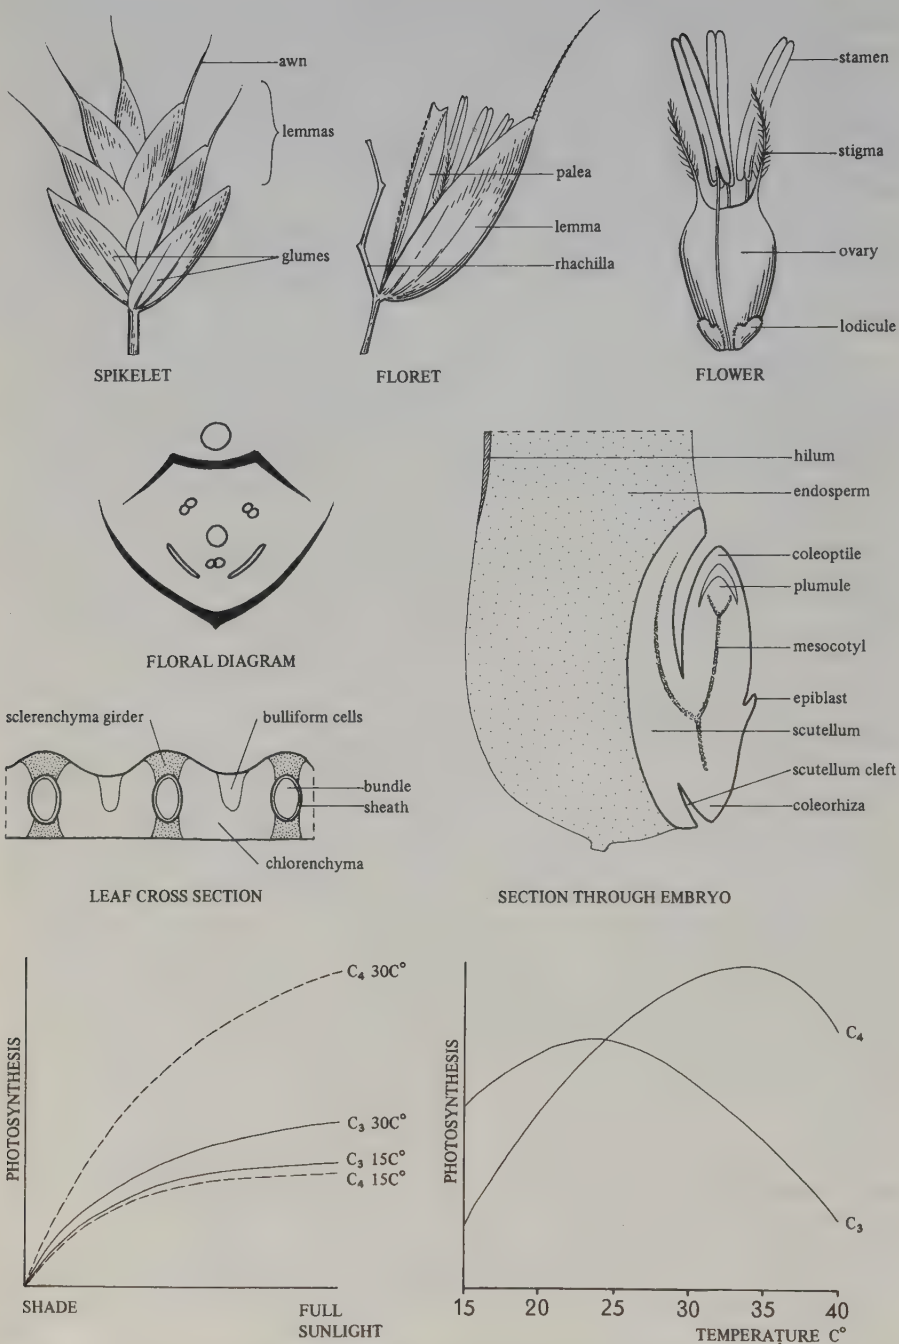 awn
lemmas
glumes
SPIKELET
palea
lemma
rhachilla
FLORET
stamen
stigma
ovary
lodicule
FLOWER
FLORAL DIAGRAM
sclerenchyma girder
bulliform cells
bundle
sheath
chlorenchyma
LEAF CROSS SECTION
hilum
endosperm
coleoptile
plumule
mesocotyl
epiblast
scutellum
scutellum cleft
coleorhiza
SECTION THROUGH EMBRYO
PHOTOSYNTHESIS
C₄ 30C°
C₃ 30C°
C₃ 15C°
C₄ 15C°
SHADE
FULL
SUNLIGHT
PHOTOSYNTHESIS
C₄
C₃
15 20 25 30 35 40
TEMPERATURE C°